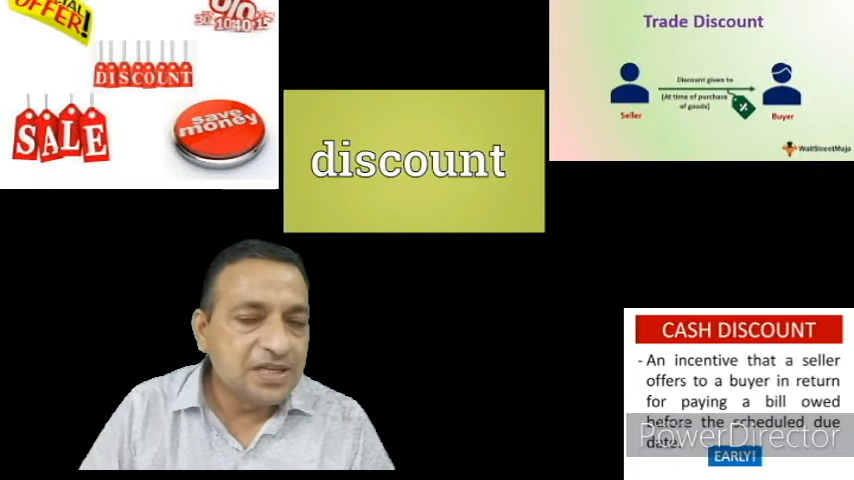 OFFER!
DISCOUNT
SALE
save
money
discount
Trade Discount
Discount given to
[At time of purchase
of goods]
Seller
Buyer
WallStreetMojo
CASH DISCOUNT
- An incentive that a seller
offers to a buyer in return
for paying a bill owed
before the scheduled due
date.
PowerDirector
EARLY!